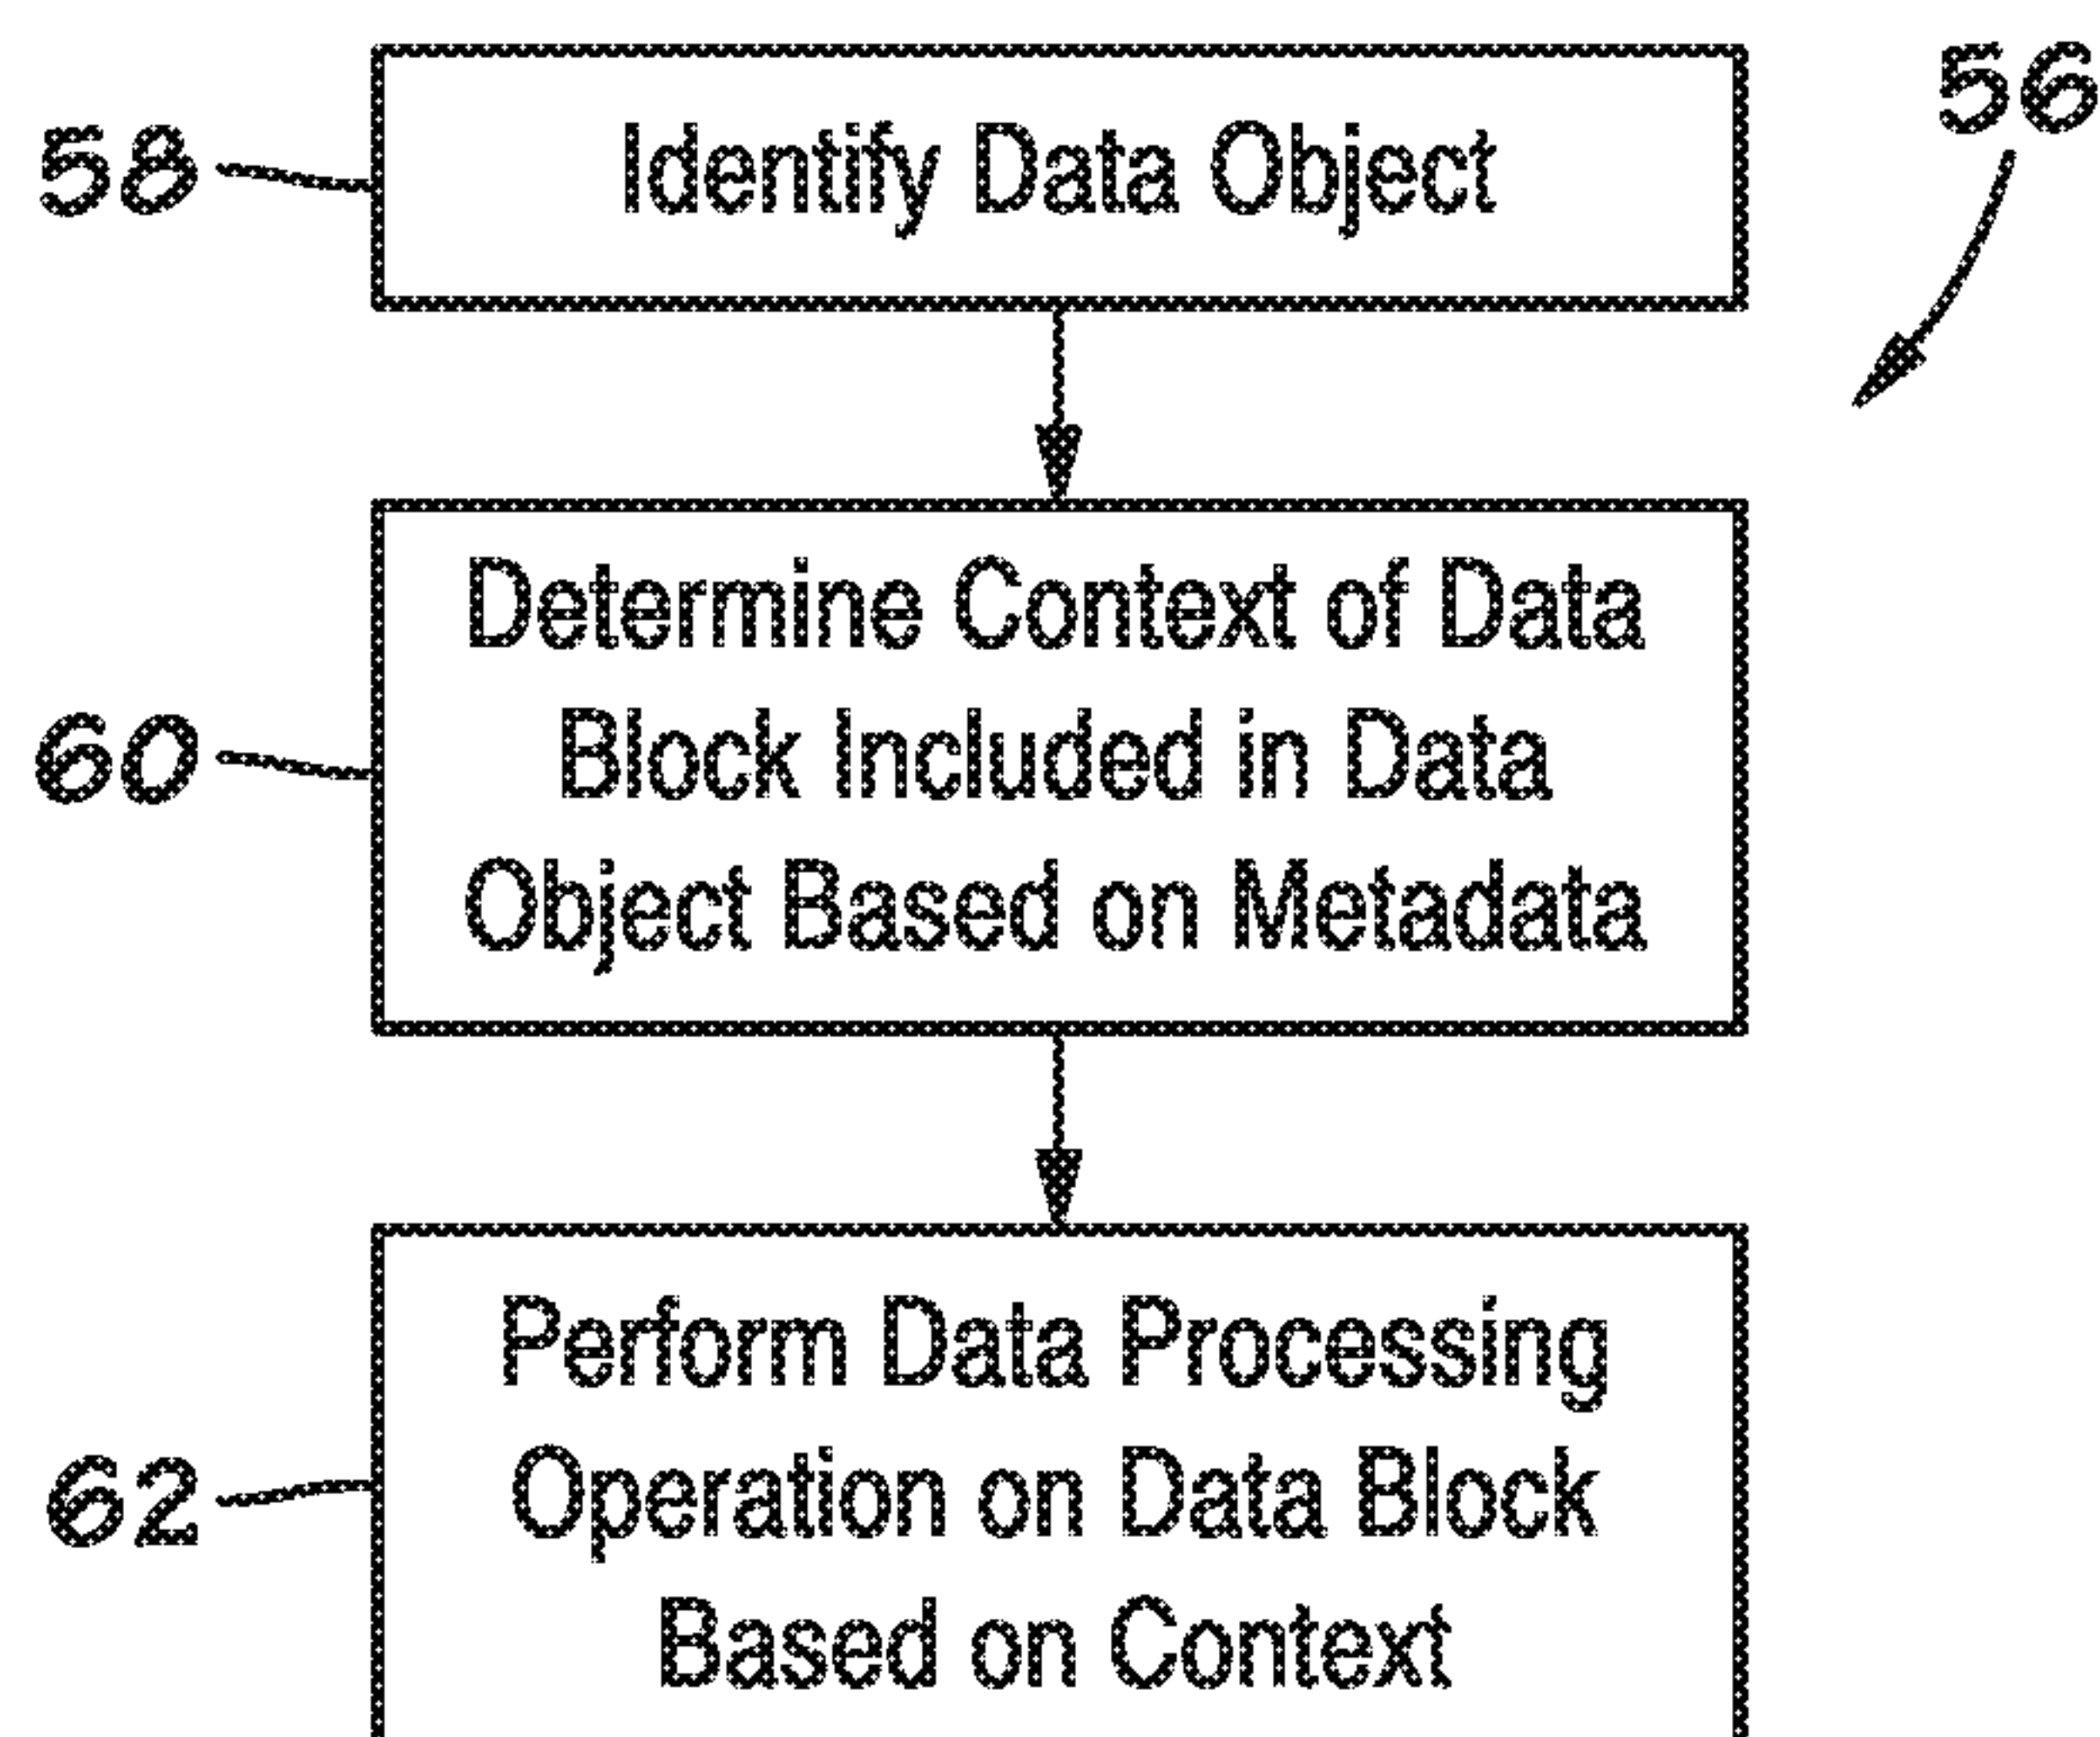 56
58
Identify Data Object
60
Determine Context of Data
Block Included in Data
Object Based on Metadata
62
Perform Data Processing
Operation on Data Block
Based on Context